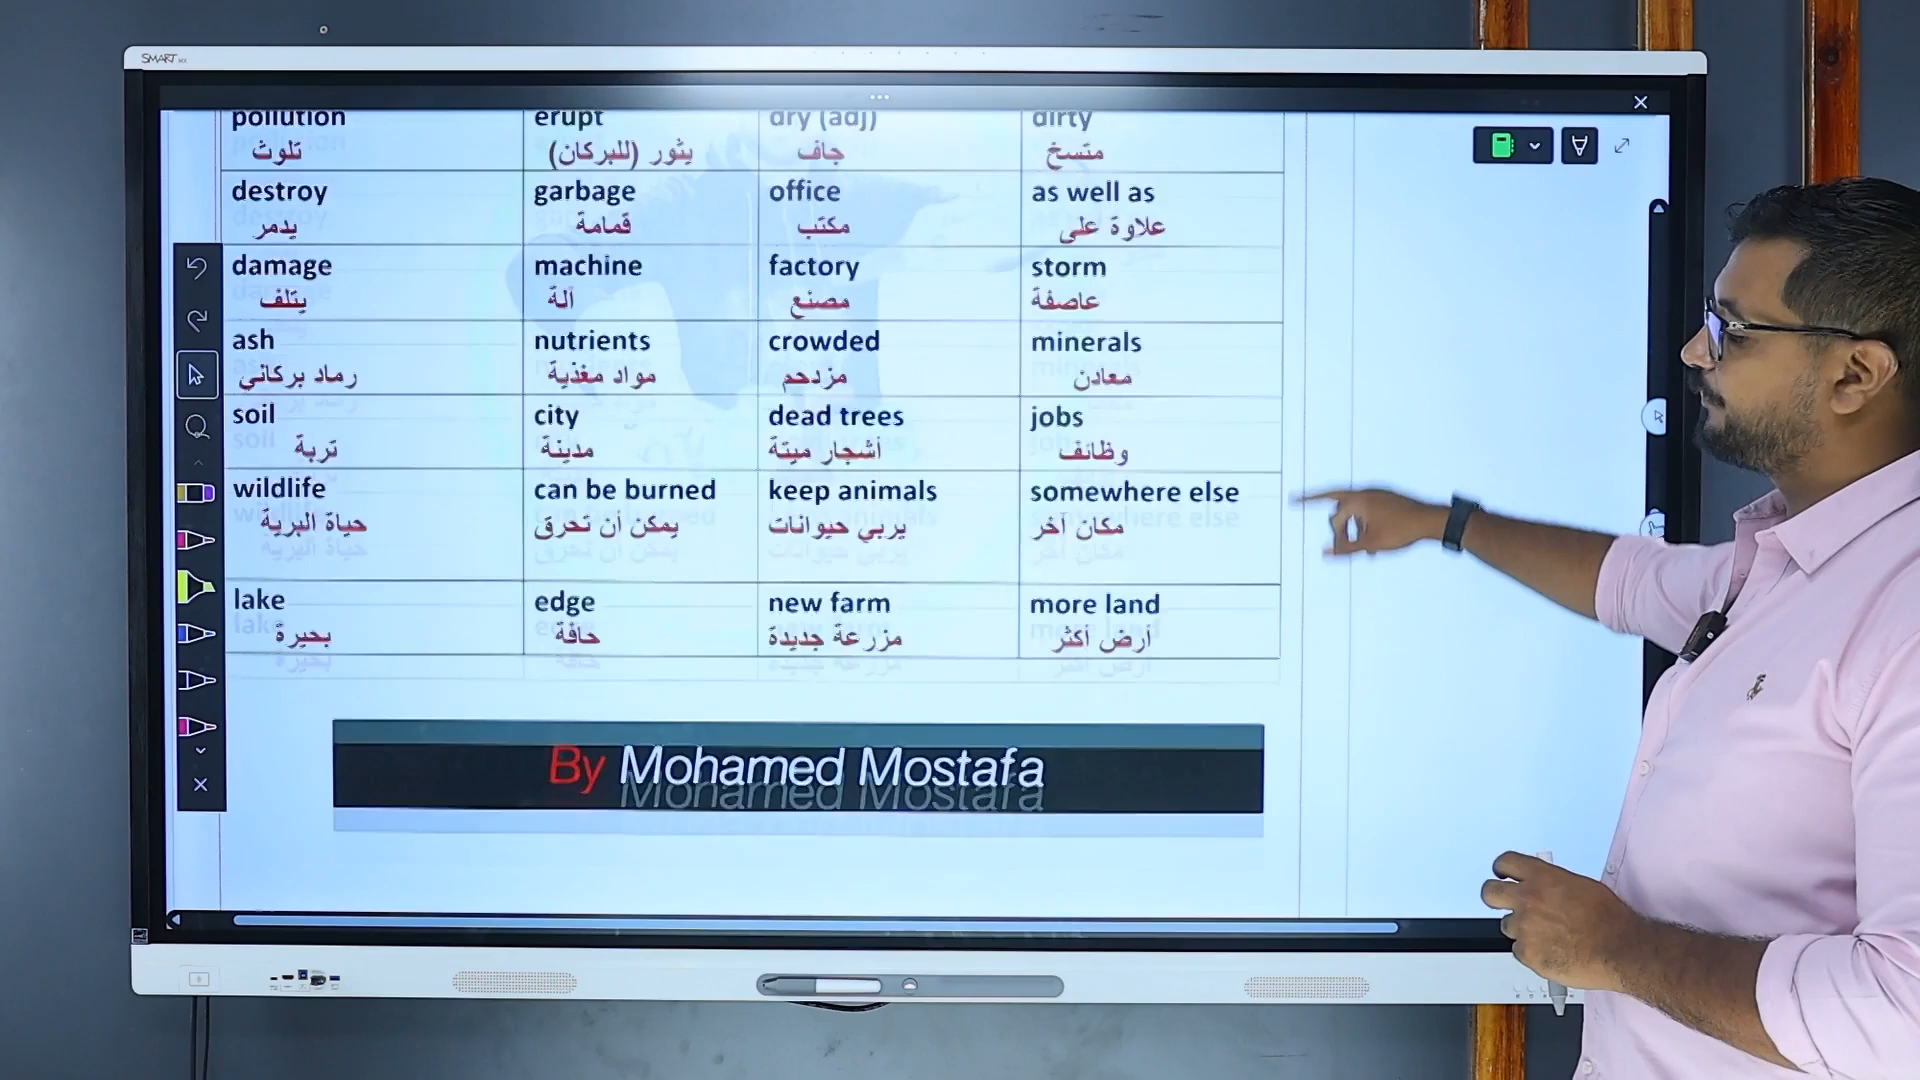 SMART
pollution erupt dry (adj) dirty
تلوث يثور (للبركان) جاف متسخ
destroy garbage office as well as
يدمر قمامة مكتب علاوة على
damage machine factory storm
يتلف آلة مصنع عاصفة
ash nutrients crowded minerals
رماد بركاني مواد مغذية مزدحم معادن
soil city dead trees jobs
تربة مدينة أشجار ميتة وظائف
wildlife can be burned keep animals somewhere else
حياة البرية يمكن أن تحرق يربي حيوانات مكان آخر
lake edge new farm more land
بحيرة حافة مزرعة جديدة أرض أكثر
By Mohamed Mostafa